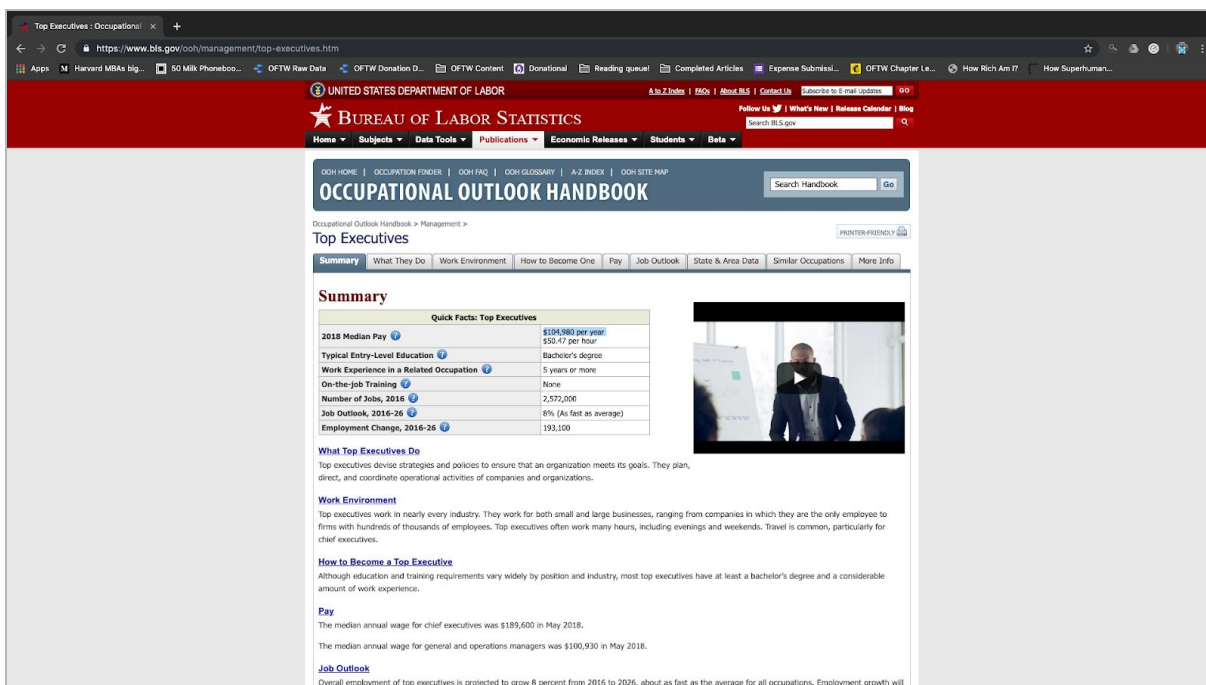 Top Executives : Occupational
https://www.bls.gov/ooh/management/top-executives.htm
Apps Harvard MBAs big... 50 Milk Phoneboo... OFTW Raw Data OFTW Donation D... OFTW Content Donational Reading queue! Completed Articles Expense Submissi... OFTW Chapter Le... How Rich Am I? How Superhuman...
UNITED STATES DEPARTMENT OF LABOR
A to Z Index | FAQs | About BLS | Contact Us Subscribe to E-mail Updates GO
BUREAU OF LABOR STATISTICS
Follow Us | What's New | Release Calendar | Blog
Search BLS.gov
Home Subjects Data Tools Publications Economic Releases Students Beta
OOH HOME | OCCUPATION FINDER | OOH FAQ | OOH GLOSSARY | A-Z INDEX | OOH SITE MAP
OCCUPATIONAL OUTLOOK HANDBOOK
Search Handbook Go
Occupational Outlook Handbook > Management >
Top Executives
PRINTER-FRIENDLY
Summary What They Do Work Environment How to Become One Pay Job Outlook State & Area Data Similar Occupations More Info
Summary
Quick Facts: Top Executives
2018 Median Pay $104,980 per year
$50.47 per hour
Typical Entry-Level Education Bachelor's degree
Work Experience in a Related Occupation 5 years or more
On-the-job Training None
Number of Jobs, 2016 2,572,000
Job Outlook, 2016-26 8% (As fast as average)
Employment Change, 2016-26 193,100
What Top Executives Do
Top executives devise strategies and policies to ensure that an organization meets its goals. They plan,
direct, and coordinate operational activities of companies and organizations.
Work Environment
Top executives work in nearly every industry. They work for both small and large businesses, ranging from companies in which they are the only employee to
firms with hundreds of thousands of employees. Top executives often work many hours, including evenings and weekends. Travel is common, particularly for
chief executives.
How to Become a Top Executive
Although education and training requirements vary widely by position and industry, most top executives have at least a bachelor's degree and a considerable
amount of work experience.
Pay
The median annual wage for chief executives was $189,600 in May 2018.
The median annual wage for general and operations managers was $100,930 in May 2018.
Job Outlook
Overall employment of top executives is projected to grow 8 percent from 2016 to 2026, about as fast as the average for all occupations. Employment growth will